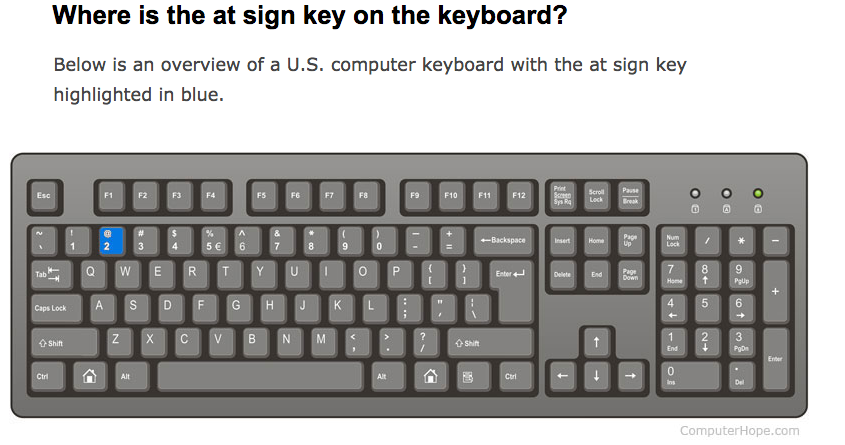 Where is the at sign key on the keyboard?
Below is an overview of a U.S. computer keyboard with the at sign key
highlighted in blue.
Esc F1 F2 F3 F4 F5 F6 F7 F8 F9 F10 F11 F12 Print Screen Sys Rq Scroll Lock Pause Break 1 A
~ ` ! 1 @ 2 # 3 $ 4 % 5 € ^ 6 & 7 * 8 ( 9 ) 0 — - + = ←Backspace Insert Home Page Up Num Lock / * −
Tab Q W E R T Y U I O P { [ } ] Enter Delete End Page Down 7 Home 8 ↑ 9 PgUp +
Caps Lock A S D F G H J K L : ; " ' | \ 4 ← 5 6 →
⇧Shift Z X C V B N M < , > . ? / ⇧Shift ↑ 1 End 2 ↓ 3 PgDn Enter
Ctrl Alt Alt Ctrl ← ↓ → 0 Ins . Del
ComputerHope.com